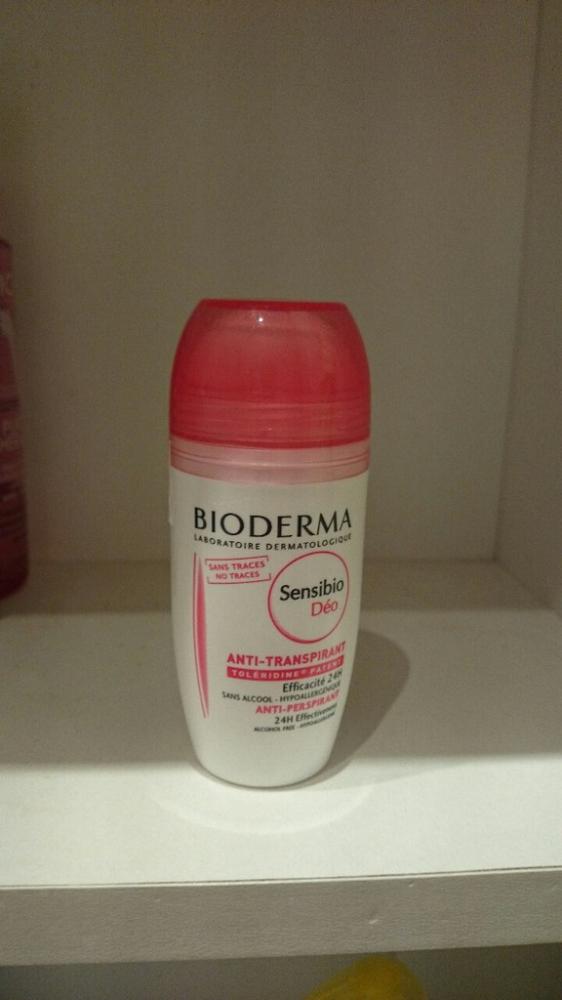 BIODERMA
LABORATOIRE DERMATOLOGIQUE
SANS TRACES
NO TRACES
Sensibio
Déo
ANTI-TRANSPIRANT
TOLÉRIDINE® PATENT
Efficacité 24H
SANS ALCOOL - HYPOALLERGÉNIQUE
ANTI-PERSPIRANT
24H Effectiveness
ALCOHOL FREE - HYPOALLERGENIC